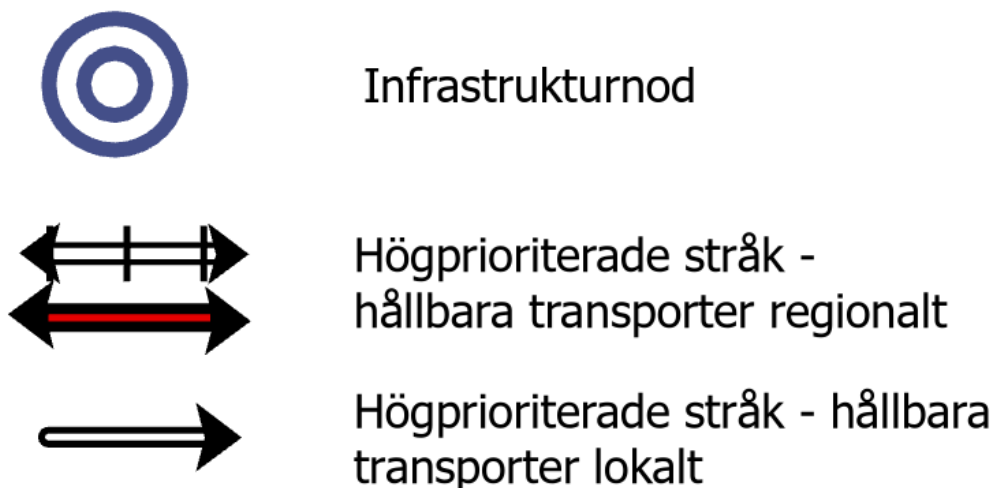 Infrastrukturnod
Högprioriterade stråk -
hållbara transporter regionalt
Högprioriterade stråk - hållbara
transporter lokalt